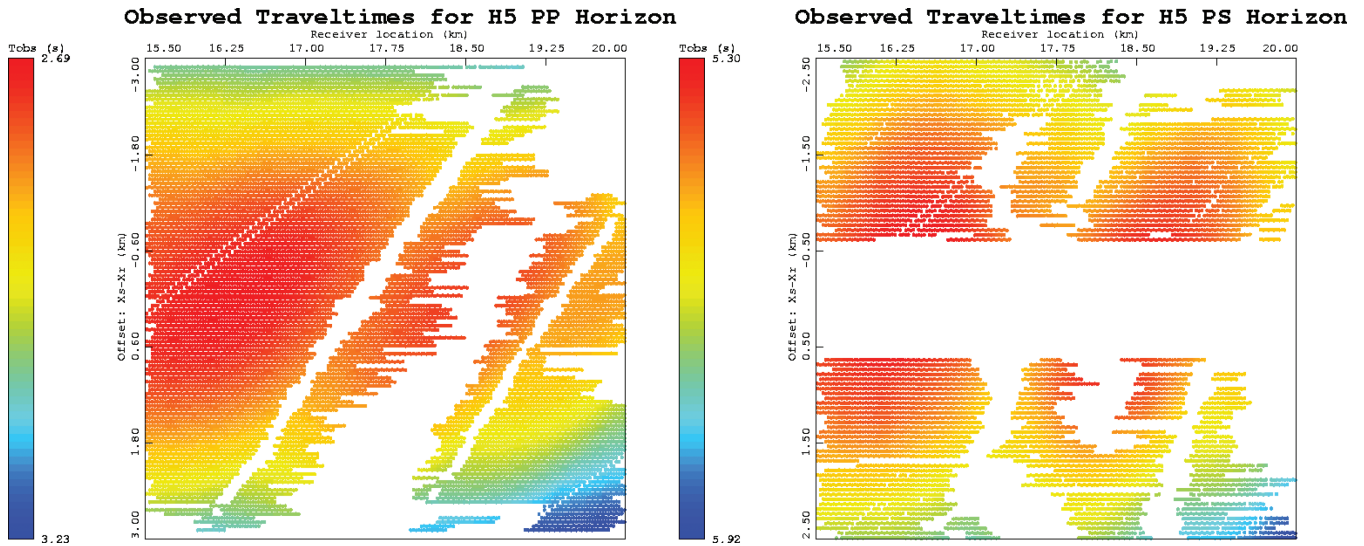 Observed Traveltimes for H5 PP Horizon
Receiver location (km)
Tobs (s)
15.50 16.25 17.00 17.75 18.50 19.25 20.00
2.69
3.23
-3.00
-1.80
-0.60
0.60
1.80
3.00
Offset: Xs-Xr (km)
Observed Traveltimes for H5 PS Horizon
Receiver location (km)
Tobs (s)
15.50 16.25 17.00 17.75 18.50 19.25 20.00
5.30
5.92
-2.50
-1.50
-0.50
0.50
1.50
2.50
Offset: Xs-Xr (km)